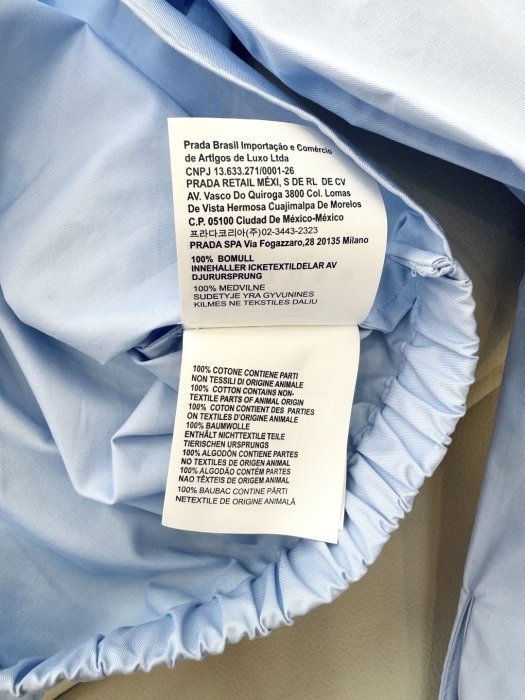 Prada Brasil Importação e Comércio
de Artigos de Luxo Ltda
CNPJ 13.633.271/0001-26
PRADA RETAIL MÉXI, S DE RL DE CV
AV. Vasco Do Quiroga 3800 Col. Lomas
De Vista Hermosa Cuajimalpa De Morelos
C.P. 05100 Ciudad De México-México
프라다코리아(주)02-3443-2323
PRADA SPA Via Fogazzaro,28 20135 Milano
100% BOMULL
INNEHALLER ICKETEXTILDELAR AV
DJURURSPRUNG
100% MEDVILNE
SUDETYJE YRA GYVUNINES
KILMES NE TEKSTILES DALIU
100% COTONE CONTIENE PARTI
NON TESSILI DI ORIGINE ANIMALE
100% COTTON CONTAINS NON-
TEXTILE PARTS OF ANIMAL ORIGIN
100% COTON CONTIENT DES PARTIES
ON TEXTILES D'ORIGINE ANIMALE
100% BAUMWOLLE
ENTHÄLT NICHTTEXTILE TEILE
TIERISCHEN URSPRUNGS
100% ALGODÓN CONTIENE PARTES
NO TEXTILES DE ORIGEN ANIMAL
100% ALGODÃO CONTÉM PARTES
NAO TÊXTEIS DE ORIGEM ANIMAL
100% BAUBAC CONTINE PĂRTI
NETEXTILE DE ORIGINE ANIMALĂ